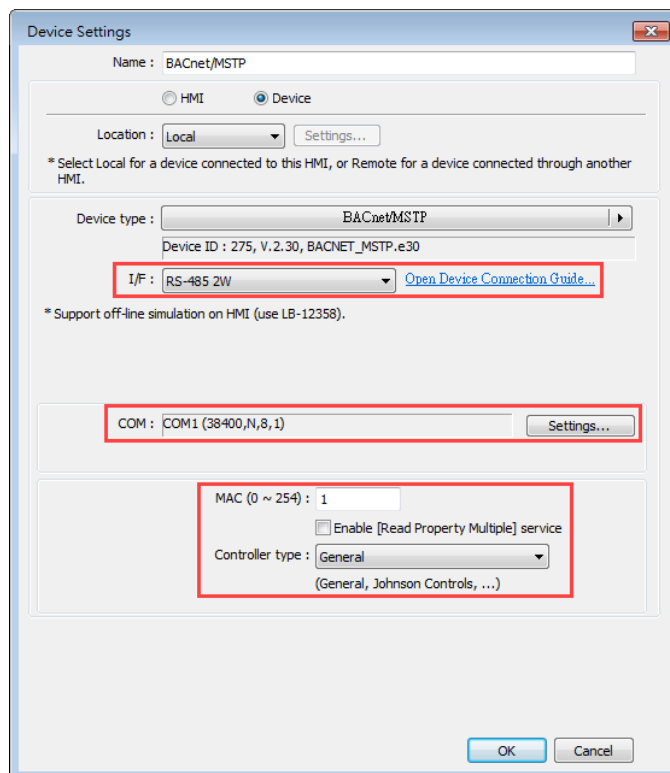 Device Settings
Name : BACnet/MSTP
HMI Device
Location : Local Settings...
* Select Local for a device connected to this HMI, or Remote for a device connected through another
HMI.
Device type : BACnet/MSTP
Device ID : 275, V.2.30, BACNET_MSTP.e30
I/F : RS-485 2W Open Device Connection Guide...
* Support off-line simulation on HMI (use LB-12358).
COM : COM1 (38400,N,8,1) Settings...
MAC (0 ~ 254) : 1
Enable [Read Property Multiple] service
Controller type : General
(General, Johnson Controls, ...)
OK Cancel